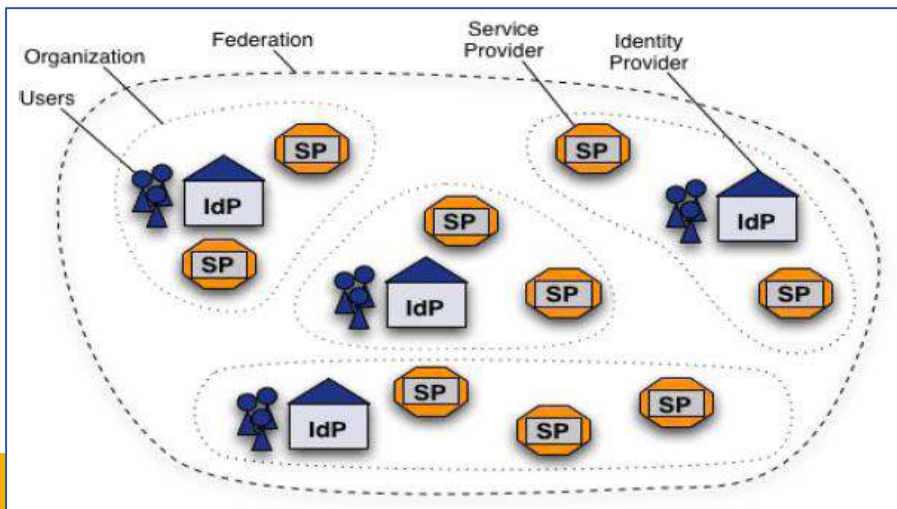 Federation
Service
Provider
Identity
Provider
Organization
Users
SP
SP
IdP
IdP
SP
SP
SP
IdP
SP
SP
IdP
SP
SP
SP